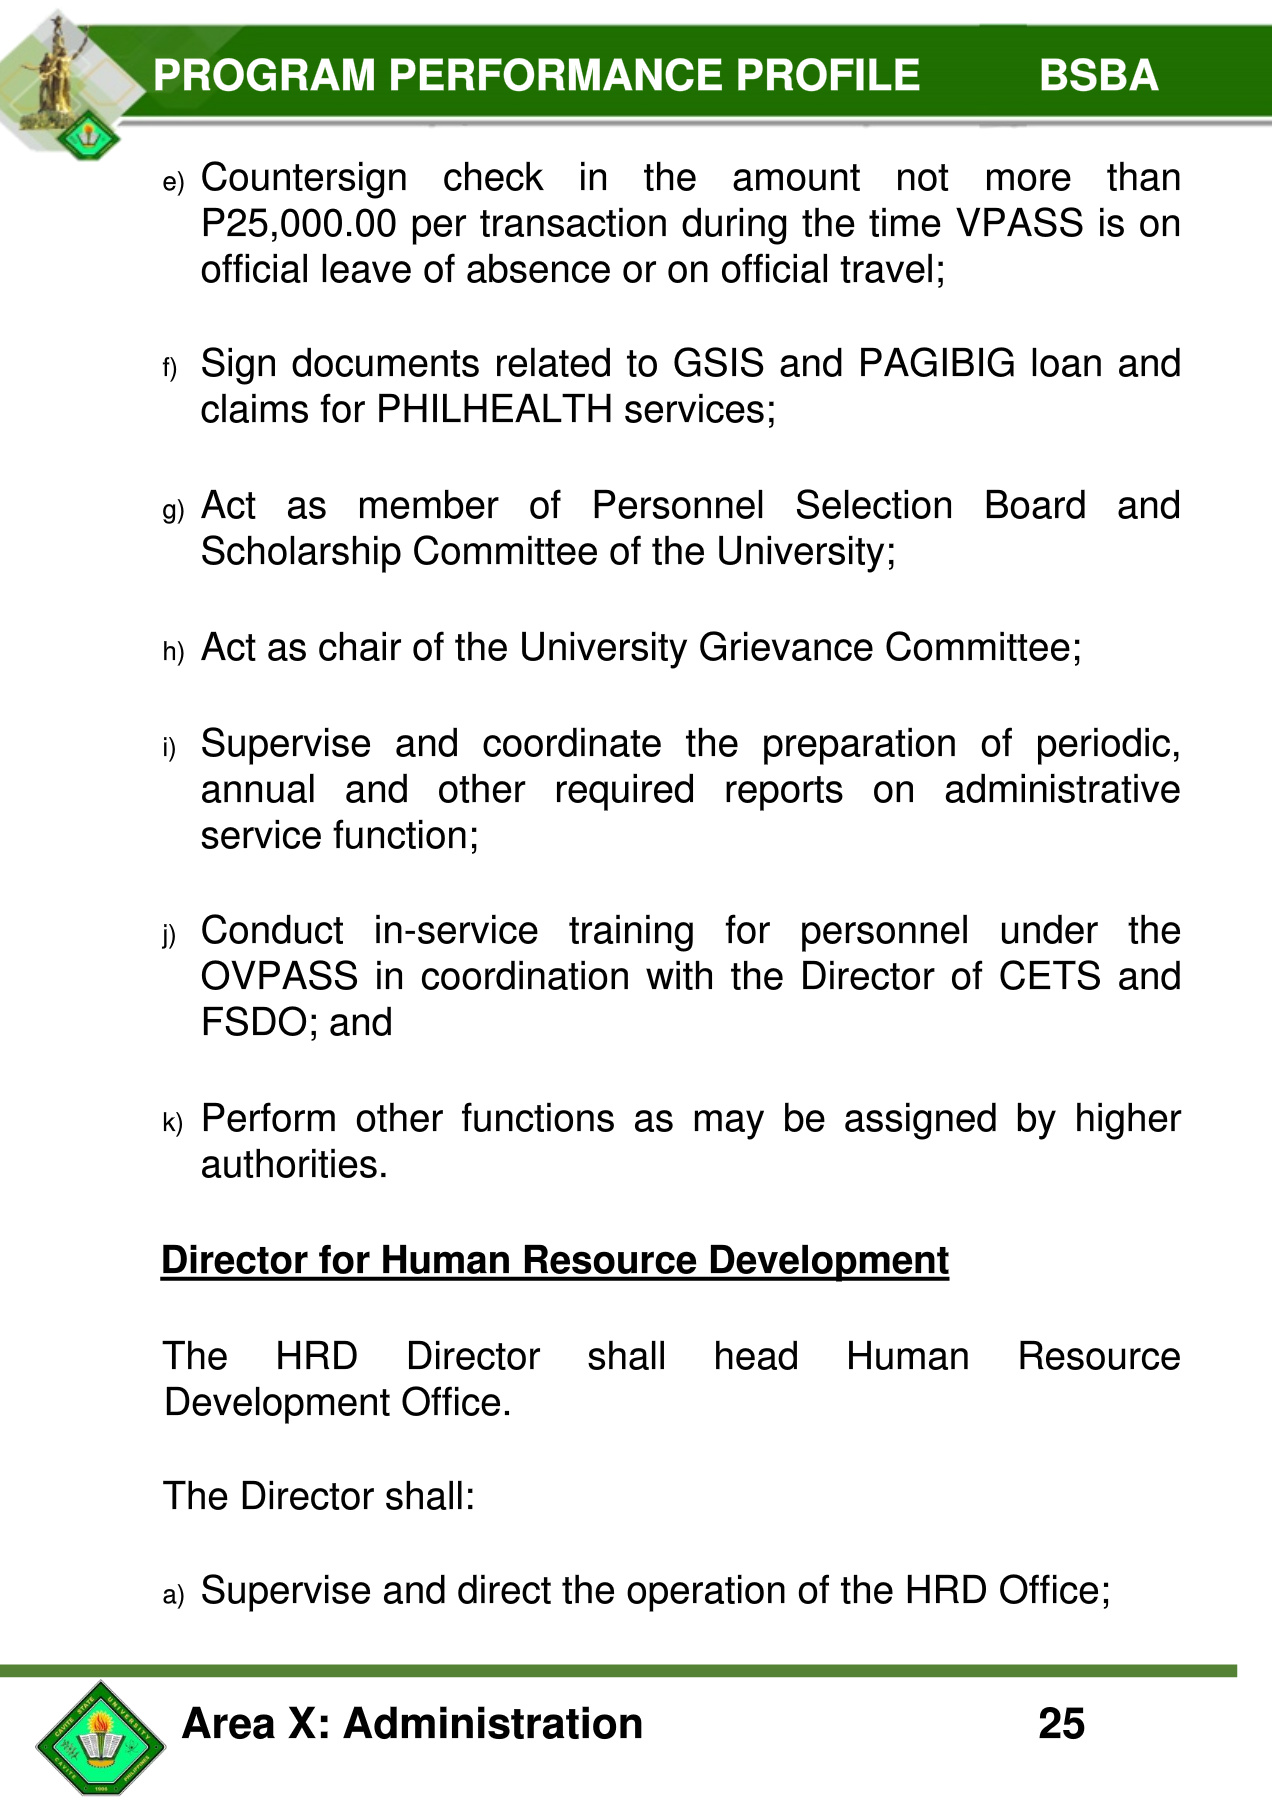 PROGRAM PERFORMANCE PROFILE BSBA
e) Countersign check in the amount not more than
P25,000.00 per transaction during the time VPASS is on
official leave of absence or on official travel;
f) Sign documents related to GSIS and PAGIBIG loan and
claims for PHILHEALTH services;
g) Act as member of Personnel Selection Board and
Scholarship Committee of the University;
h) Act as chair of the University Grievance Committee;
i) Supervise and coordinate the preparation of periodic,
annual and other required reports on administrative
service function;
j) Conduct in-service training for personnel under the
OVPASS in coordination with the Director of CETS and
FSDO; and
k) Perform other functions as may be assigned by higher
authorities.
Director for Human Resource Development
The HRD Director shall head Human Resource
Development Office.
The Director shall:
a) Supervise and direct the operation of the HRD Office;
CAVITE STATE UNIVERSITY
CAVITE 1906 PHILIPPINES
Area X: Administration 25